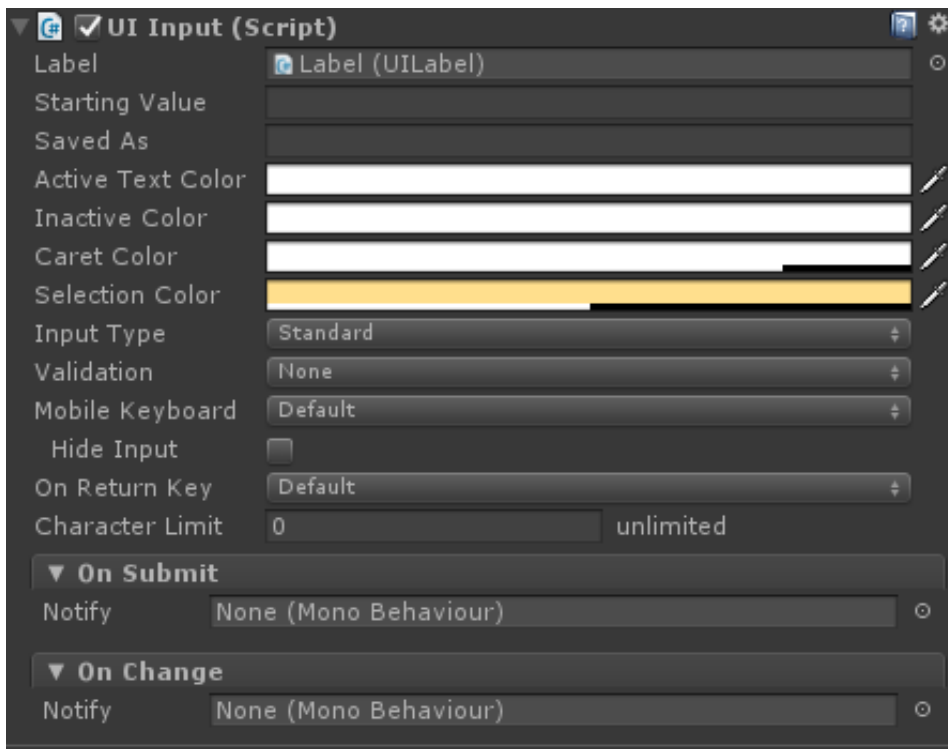 UI Input (Script)
Label Label (UILabel)
Starting Value
Saved As
Active Text Color
Inactive Color
Caret Color
Selection Color
Input Type Standard
Validation None
Mobile Keyboard Default
Hide Input
On Return Key Default
Character Limit 0 unlimited
▼ On Submit
Notify None (Mono Behaviour)
▼ On Change
Notify None (Mono Behaviour)